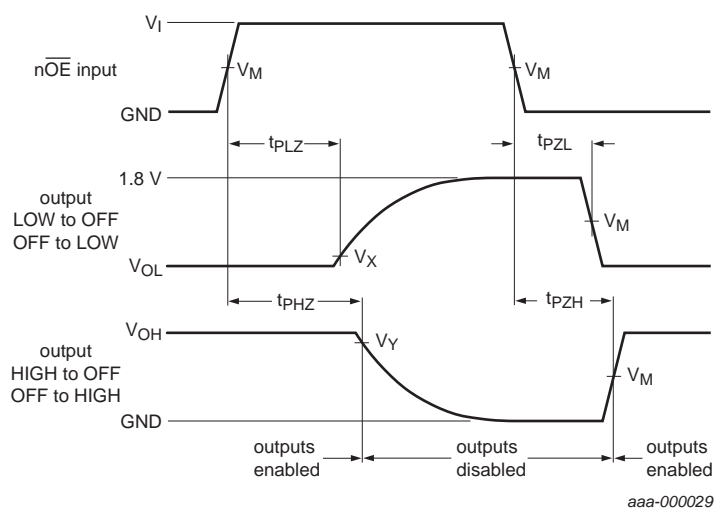 V_I
nO̅E̅ input
V_M
V_M
GND
t_PLZ
t_PZL
1.8 V
output
LOW to OFF
OFF to LOW
V_M
V_X
V_OL
t_PHZ
t_PZH
V_OH
V_Y
output
HIGH to OFF
OFF to HIGH
V_M
GND
outputs
enabled
outputs
disabled
outputs
enabled
aaa-000029